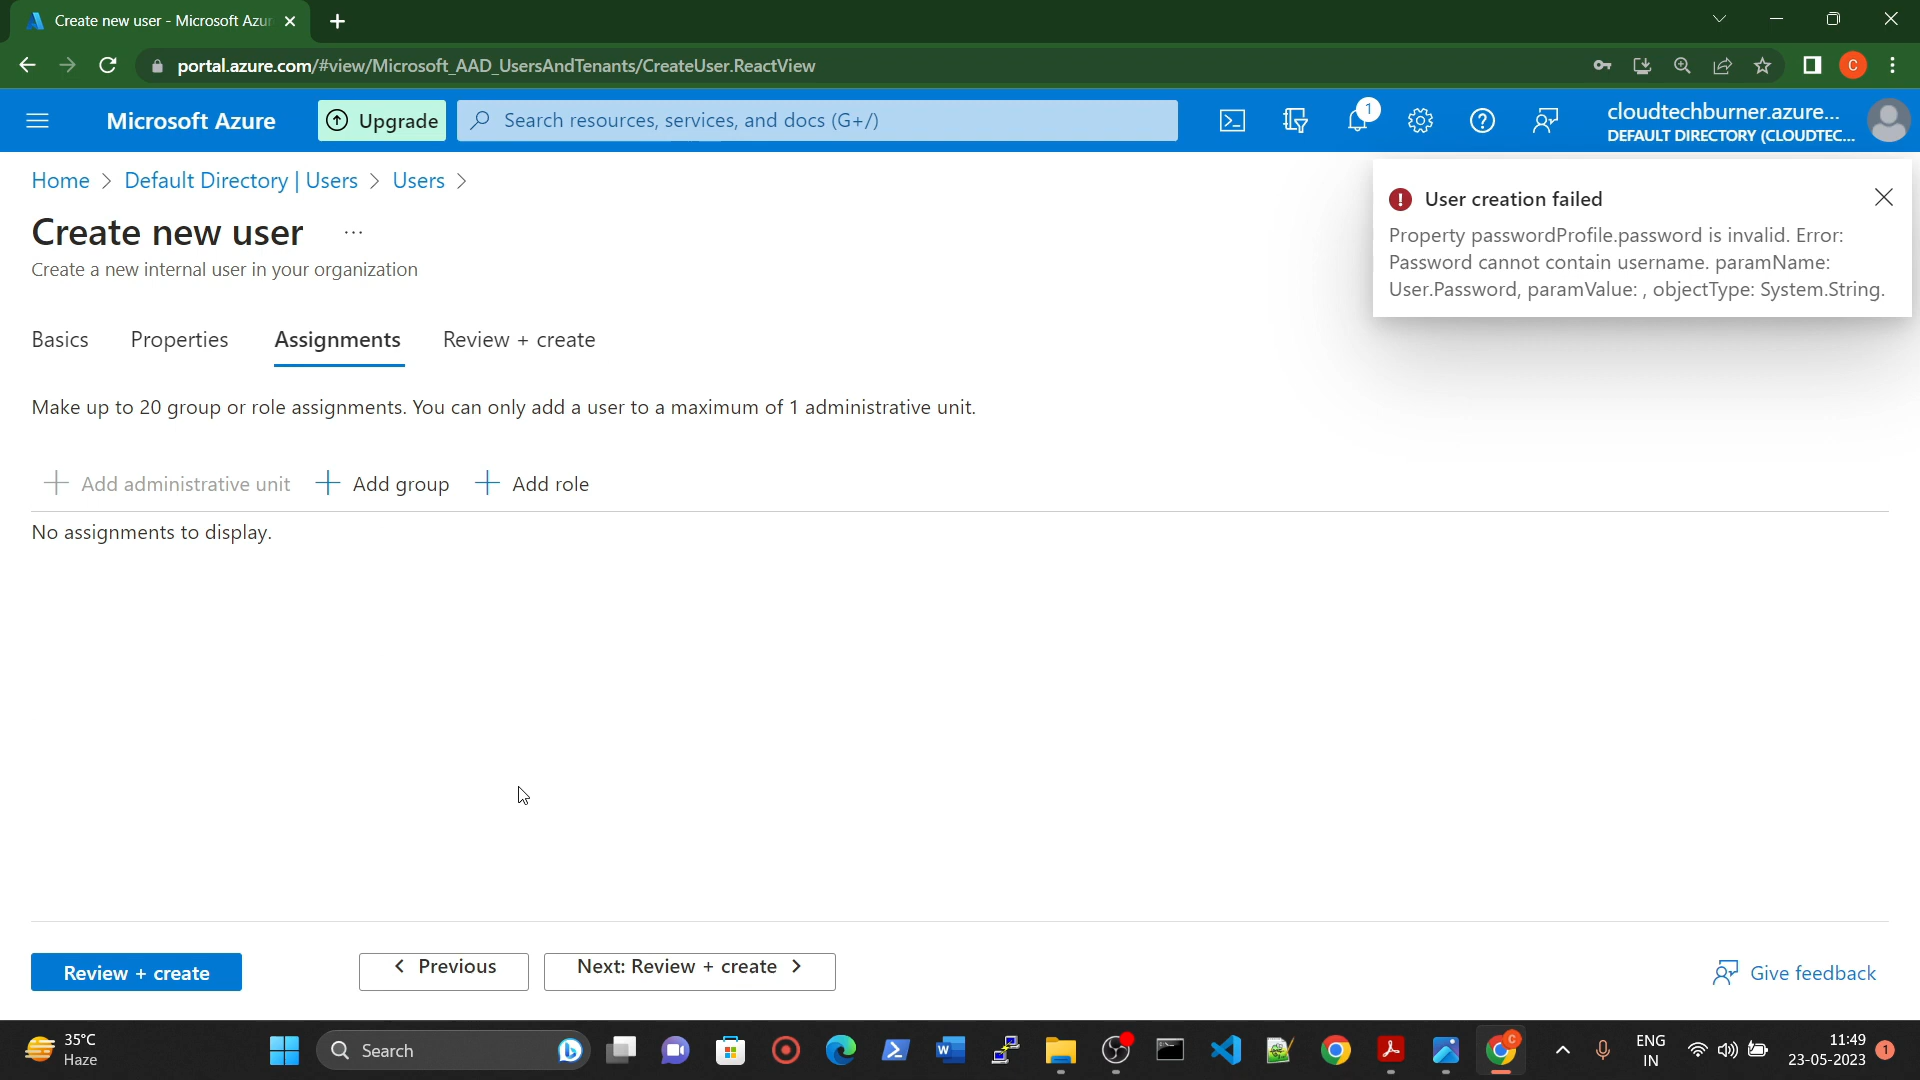 Create new user - Microsoft Azur
portal.azure.com/#view/Microsoft_AAD_UsersAndTenants/CreateUser.ReactView
C
Microsoft Azure
Upgrade
Search resources, services, and docs (G+/)
1
cloudtechburner.azure...
DEFAULT DIRECTORY (CLOUDTEC...
Home > Default Directory | Users > Users >
Create new user ...
Create a new internal user in your organization
User creation failed
Property passwordProfile.password is invalid. Error:
Password cannot contain username. paramName:
User.Password, paramValue: , objectType: System.String.
Basics Properties Assignments Review + create
Make up to 20 group or role assignments. You can only add a user to a maximum of 1 administrative unit.
Add administrative unit Add group Add role
No assignments to display.
Review + create < Previous Next: Review + create > Give feedback
35°C
Haze
Search
ENG
IN
11:49
23-05-2023
1